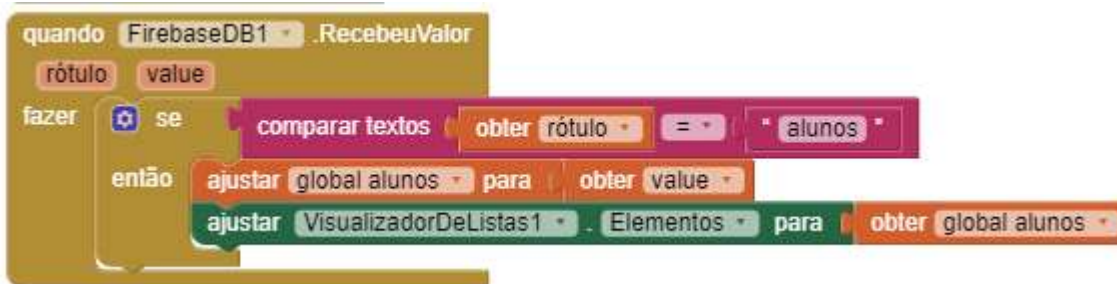 quando FirebaseDB1 .RecebeuValor
rótulo value
fazer se comparar textos obter rótulo = " alunos "
então ajustar global alunos para obter value
ajustar VisualizadorDeListas1 . Elementos para obter global alunos